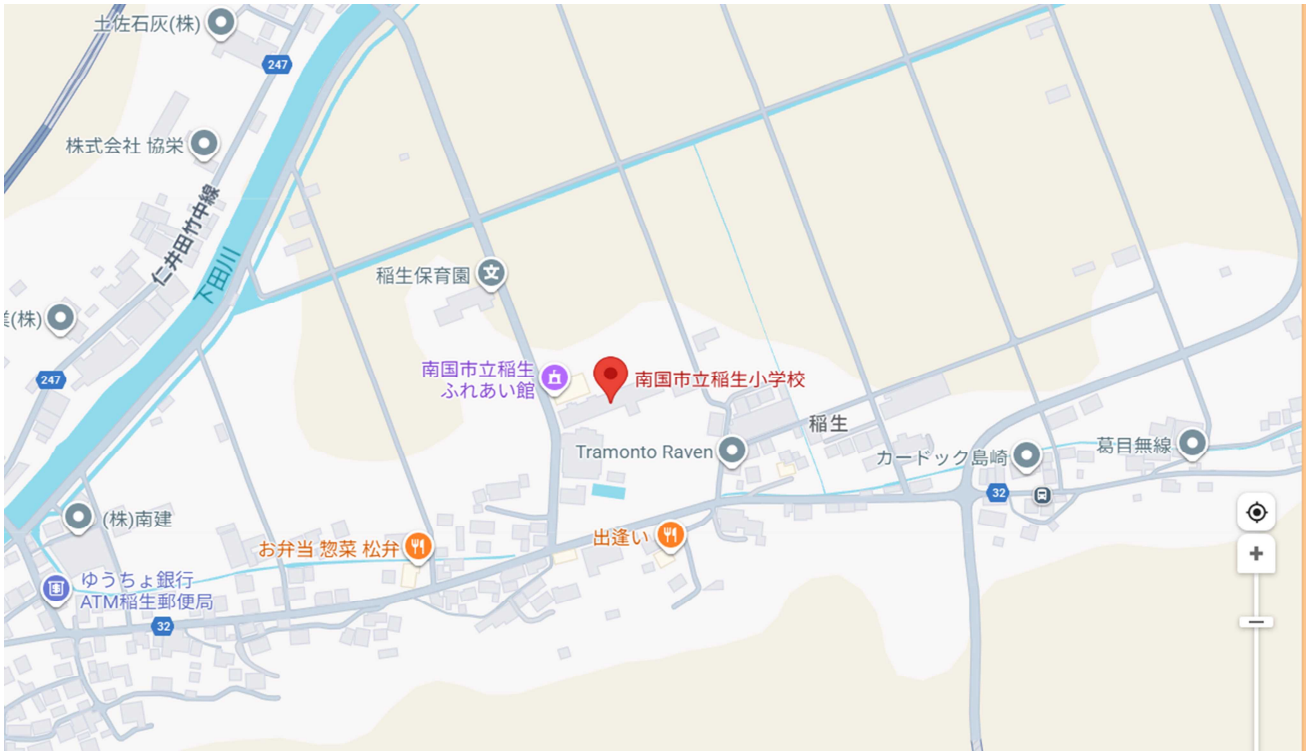 土佐石灰(株)
247
株式会社 協栄
仁井田竹中線
下田川
稲生保育園
文
(株)
247
南国市立稲生
ふれあい館
南国市立稲生小学校
稲生
Tramonto Raven
カードック島崎
葛目無線
32
(株)南建
お弁当 惣菜 松弁
出逢い
ゆうちょ銀行
ATM稲生郵便局
32